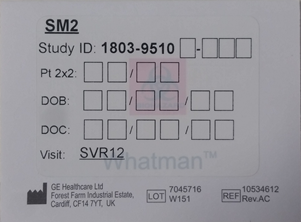 SM2
Study ID: 1803-9510 □-□□□
Pt 2x2: □□/□□
DOB: □□/□□/□□
DOC: □□/□□/□□
Visit: SVR12
Whatman™
GE Healthcare Ltd
Forest Farm Industrial Estate,
Cardiff, CF14 7YT, UK
LOT 7045716
W151
REF 10534612
Rev.AC